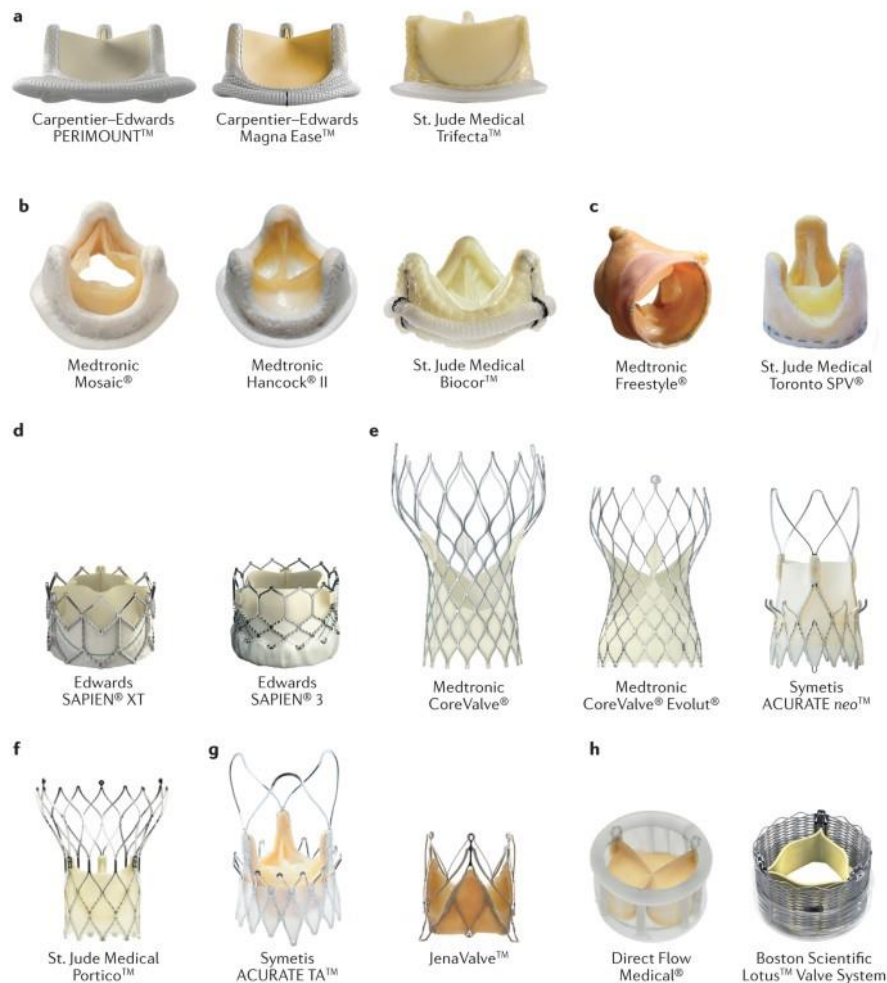 a
Carpentier–Edwards
PERIMOUNT™
Carpentier–Edwards
Magna Ease™
St. Jude Medical
Trifecta™
b
Medtronic
Mosaic®
Medtronic
Hancock® II
St. Jude Medical
Biocor™
c
Medtronic
Freestyle®
St. Jude Medical
Toronto SPV®
d
Edwards
SAPIEN® XT
Edwards
SAPIEN® 3
e
Medtronic
CoreValve®
Medtronic
CoreValve® Evolut®
Symetis
ACURATE neo™
f
St. Jude Medical
Portico™
g
Symetis
ACURATE TA™
JenaValve™
h
Direct Flow
Medical®
Boston Scientific
Lotus™ Valve System